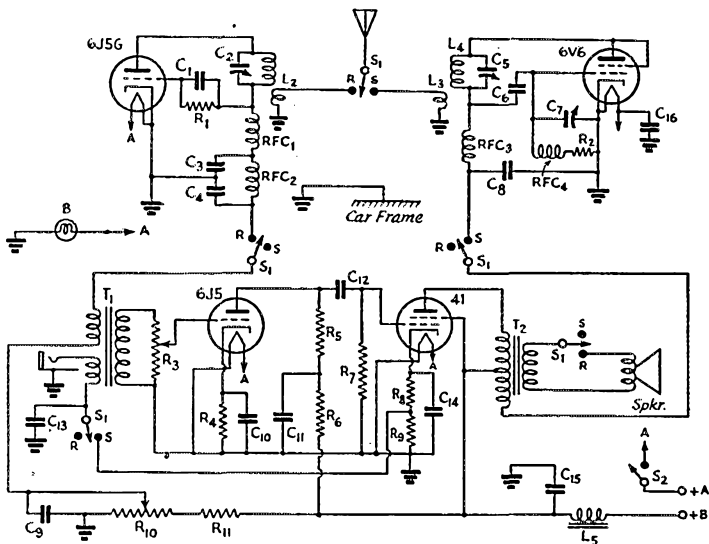 6J5G
C1
R1
C2
L2
RFC1
C3
C4
RFC2
A
R S1 S
L3
L4
C5
C6
6V6
C7
R2
RFC4
C16
RFC3
C8
Car Frame
B
A
R S
S1
R S
S1
T1
R3
6J5
A
R4
C10
C11
R5
R6
C12
R7
41
A
R8
R9
C14
T2
S
S1
R
Spkr.
C13
S1
R S
C9
R10
R11
C15
L5
A
S2
+A
+B